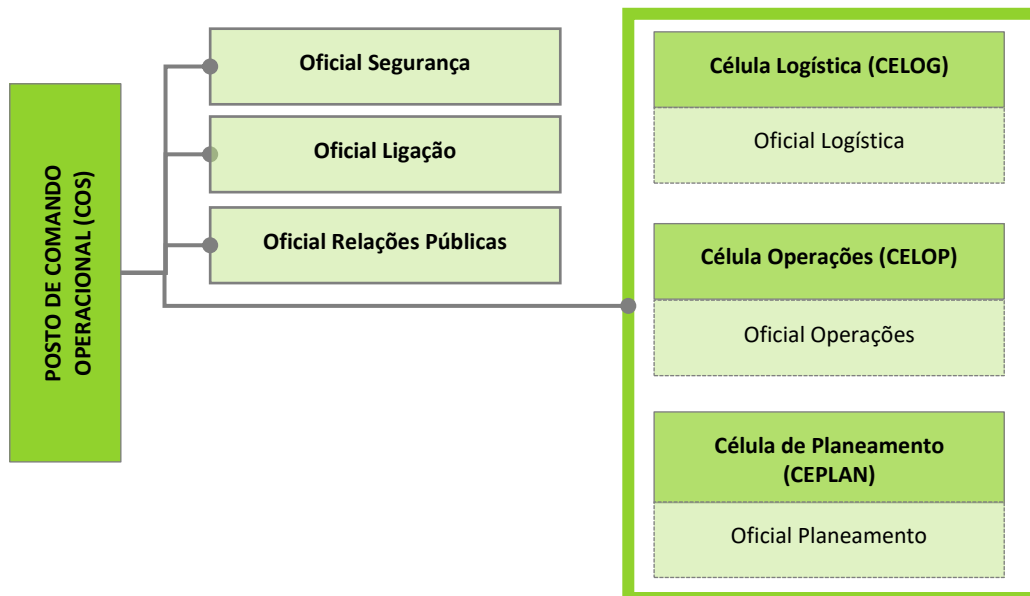 POSTO DE COMANDO
OPERACIONAL (COS)
Oficial Segurança
Oficial Ligação
Oficial Relações Públicas
Célula Logística (CELOG)
Oficial Logística
Célula Operações (CELOP)
Oficial Operações
Célula de Planeamento
(CEPLAN)
Oficial Planeamento